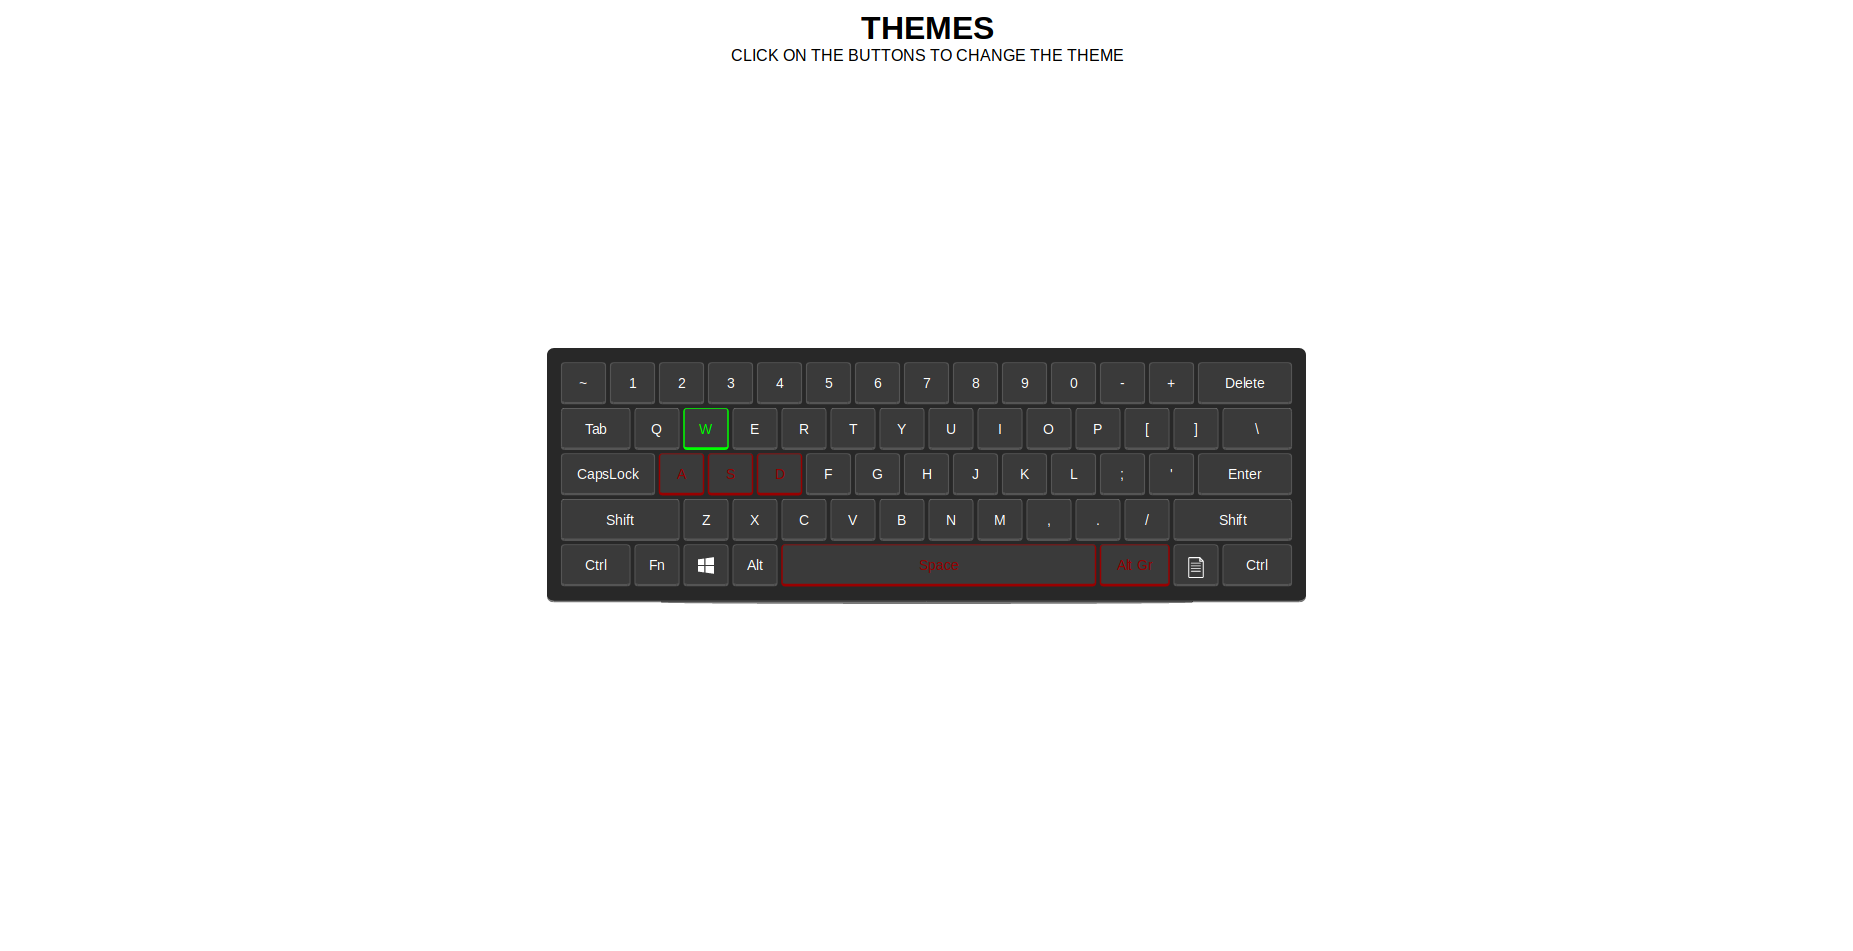 THEMES
CLICK ON THE BUTTONS TO CHANGE THE THEME
~ 1 2 3 4 5 6 7 8 9 0 - + Delete
Tab Q W E R T Y U I O P [ ] \
CapsLock A S D F G H J K L ; ' Enter
Shift Z X C V B N M , . / Shift
Ctrl Fn Alt Space Alt Gr Ctrl